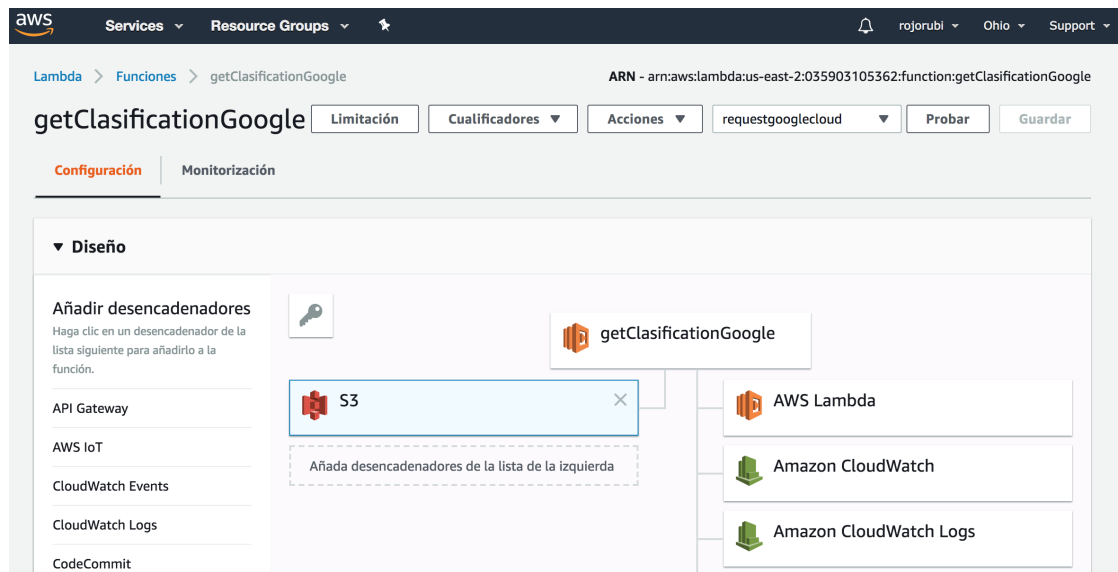 aws
Services
Resource Groups
rojorubi
Ohio
Support
Lambda
Funciones
getClasificationGoogle
ARN - arn:aws:lambda:us-east-2:035903105362:function:getClasificationGoogle
getClasificationGoogle
Limitación
Cualificadores
Acciones
requestgooglecloud
Probar
Guardar
Configuración
Monitorización
Diseño
Añadir desencadenadores
Haga clic en un desencadenador de la
lista siguiente para añadirlo a la
función.
API Gateway
AWS IoT
CloudWatch Events
CloudWatch Logs
CodeCommit
getClasificationGoogle
S3
Añada desencadenadores de la lista de la izquierda
AWS Lambda
Amazon CloudWatch
Amazon CloudWatch Logs